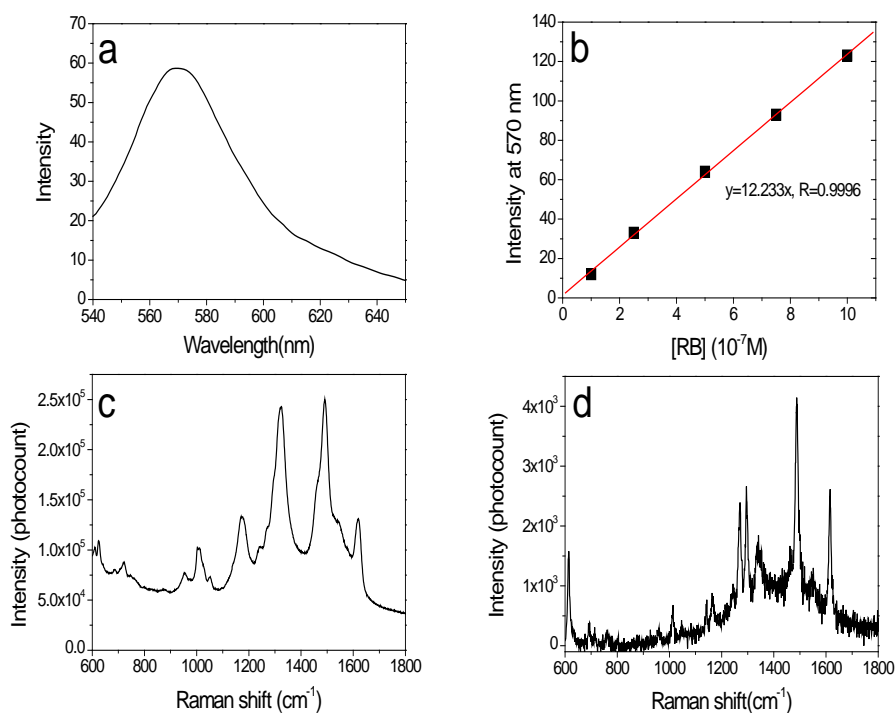 a
70
60
50
40
30
20
10
0
540 560 580 600 620 640
Intensity
Wavelength(nm)
b
140
120
100
80
60
40
20
0
0 2 4 6 8 10
Intensity at 570 nm
y=12.233x, R=0.9996
[RB] (10⁻⁷M)
c
2.5x10⁵
2.0x10⁵
1.5x10⁵
1.0x10⁵
5.0x10⁴
0.0
600 800 1000 1200 1400 1600 1800
Intensity (photocount)
Raman shift (cm⁻¹)
d
4x10³
3x10³
2x10³
1x10³
0
600 800 1000 1200 1400 1600 1800
Intensity (photocount)
Raman shift(cm⁻¹)